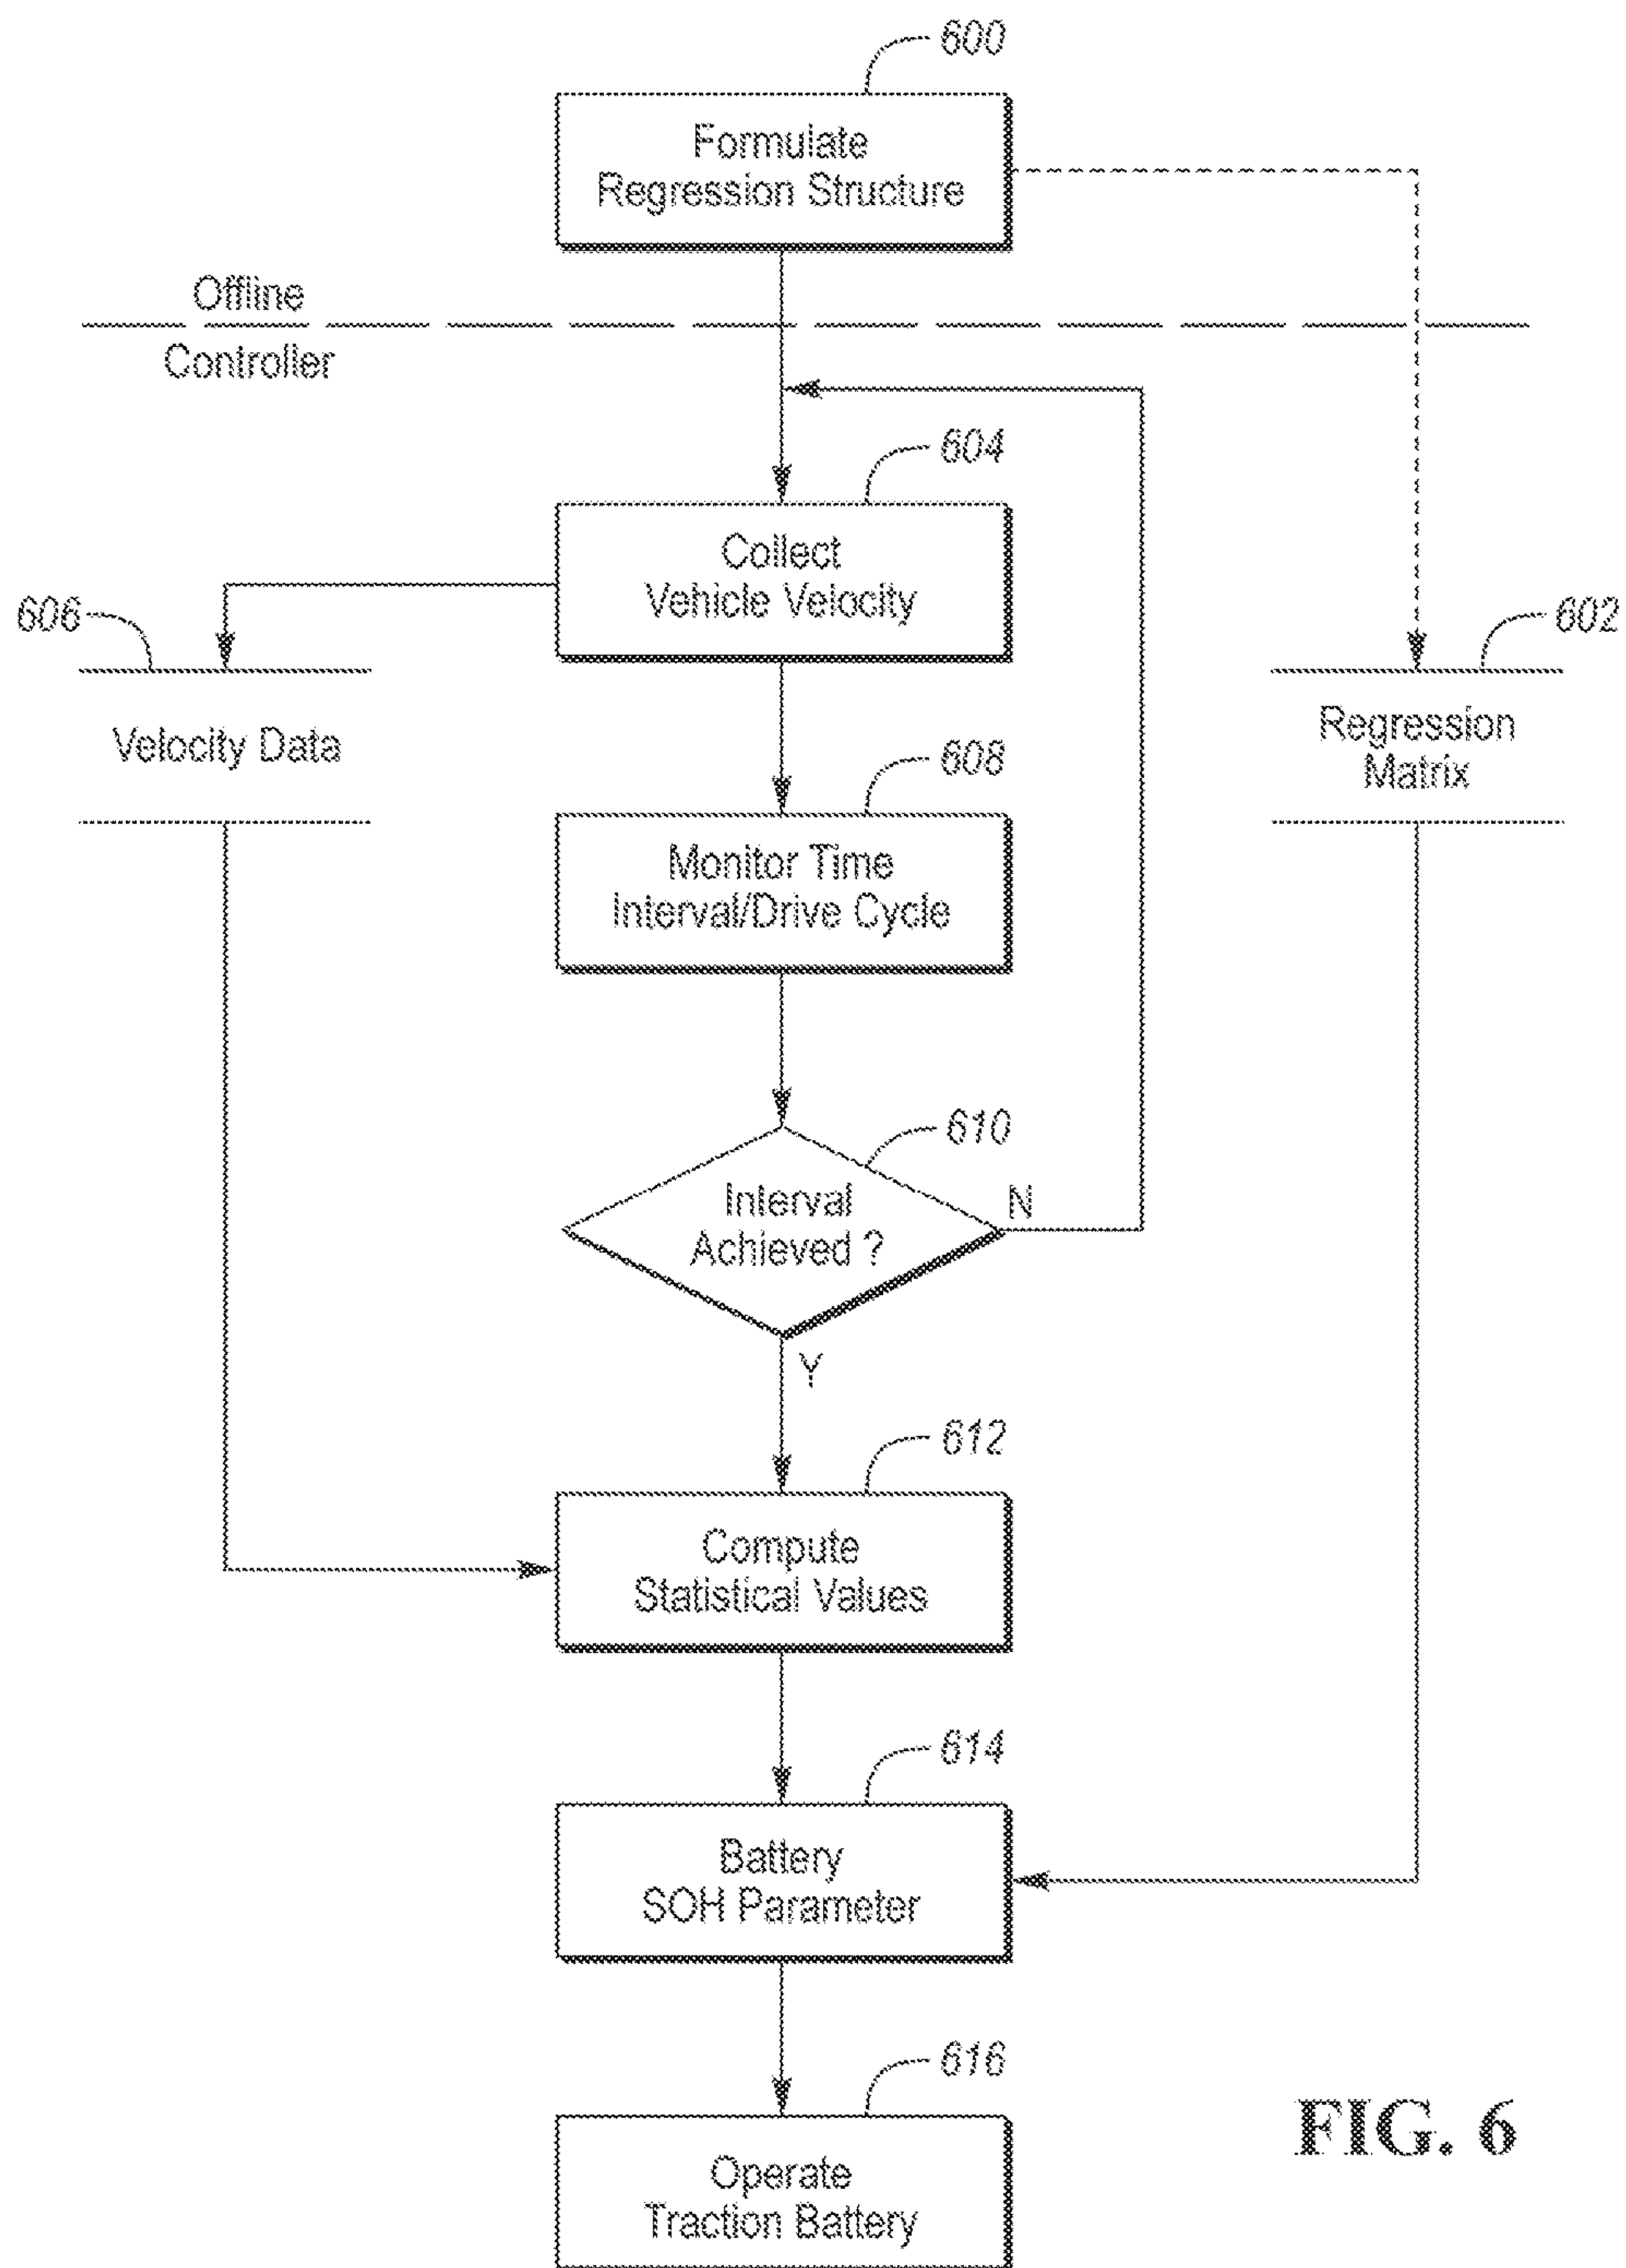 600
Formulate
Regression Structure
Offline
Controller
604
Collect
Vehicle Velocity
606
602
Velocity Data
Regression
Matrix
608
Monitor Time
Interval/Drive Cycle
610
Interval
Achieved ?
N
Y
612
Compute
Statistical Values
614
Battery
SOH Parameter
616
Operate
Traction Battery
FIG. 6